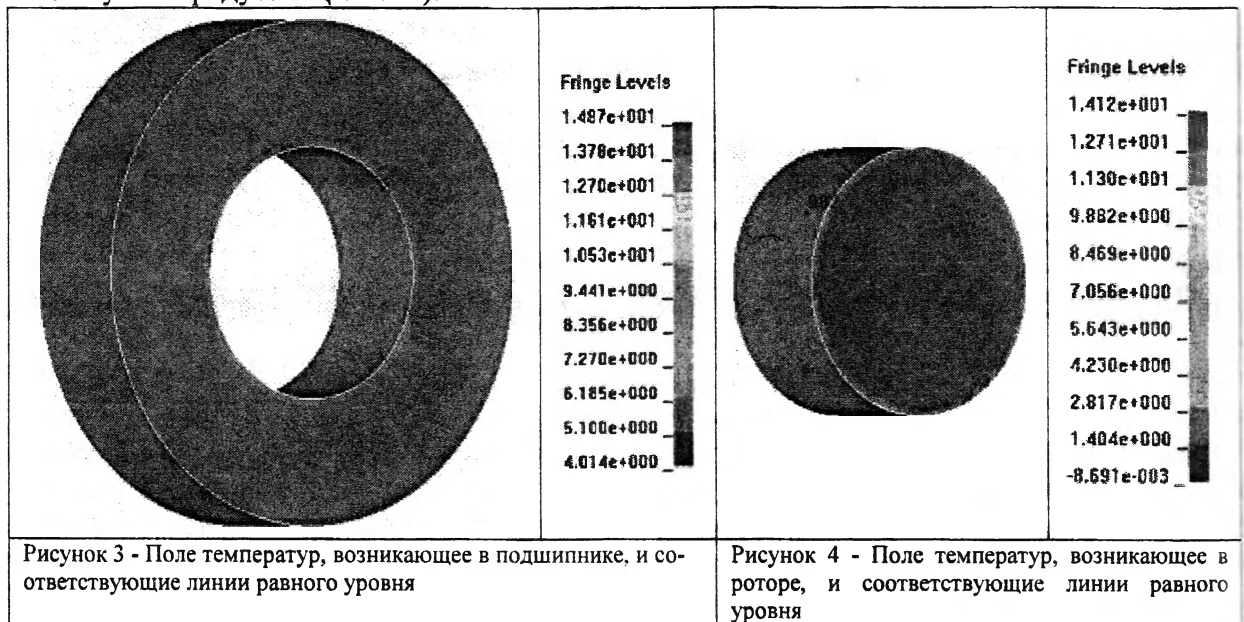 Fringe Levels
1.487e+001
1.378e+001
1.270e+001
1.161e+001
1.053e+001
9.441e+000
8.356e+000
7.270e+000
6.185e+000
5.100e+000
4.014e+000
Fringe Levels
1.412e+001
1.271e+001
1.130e+001
9.882e+000
8.469e+000
7.056e+000
5.643e+000
4.230e+000
2.817e+000
1.404e+000
-8.691e-003
Рисунок 3 - Поле температур, возникающее в подшипнике, и со-
ответствующие линии равного уровня
Рисунок 4 - Поле температур, возникающее в
роторе, и соответствующие линии равного
уровня